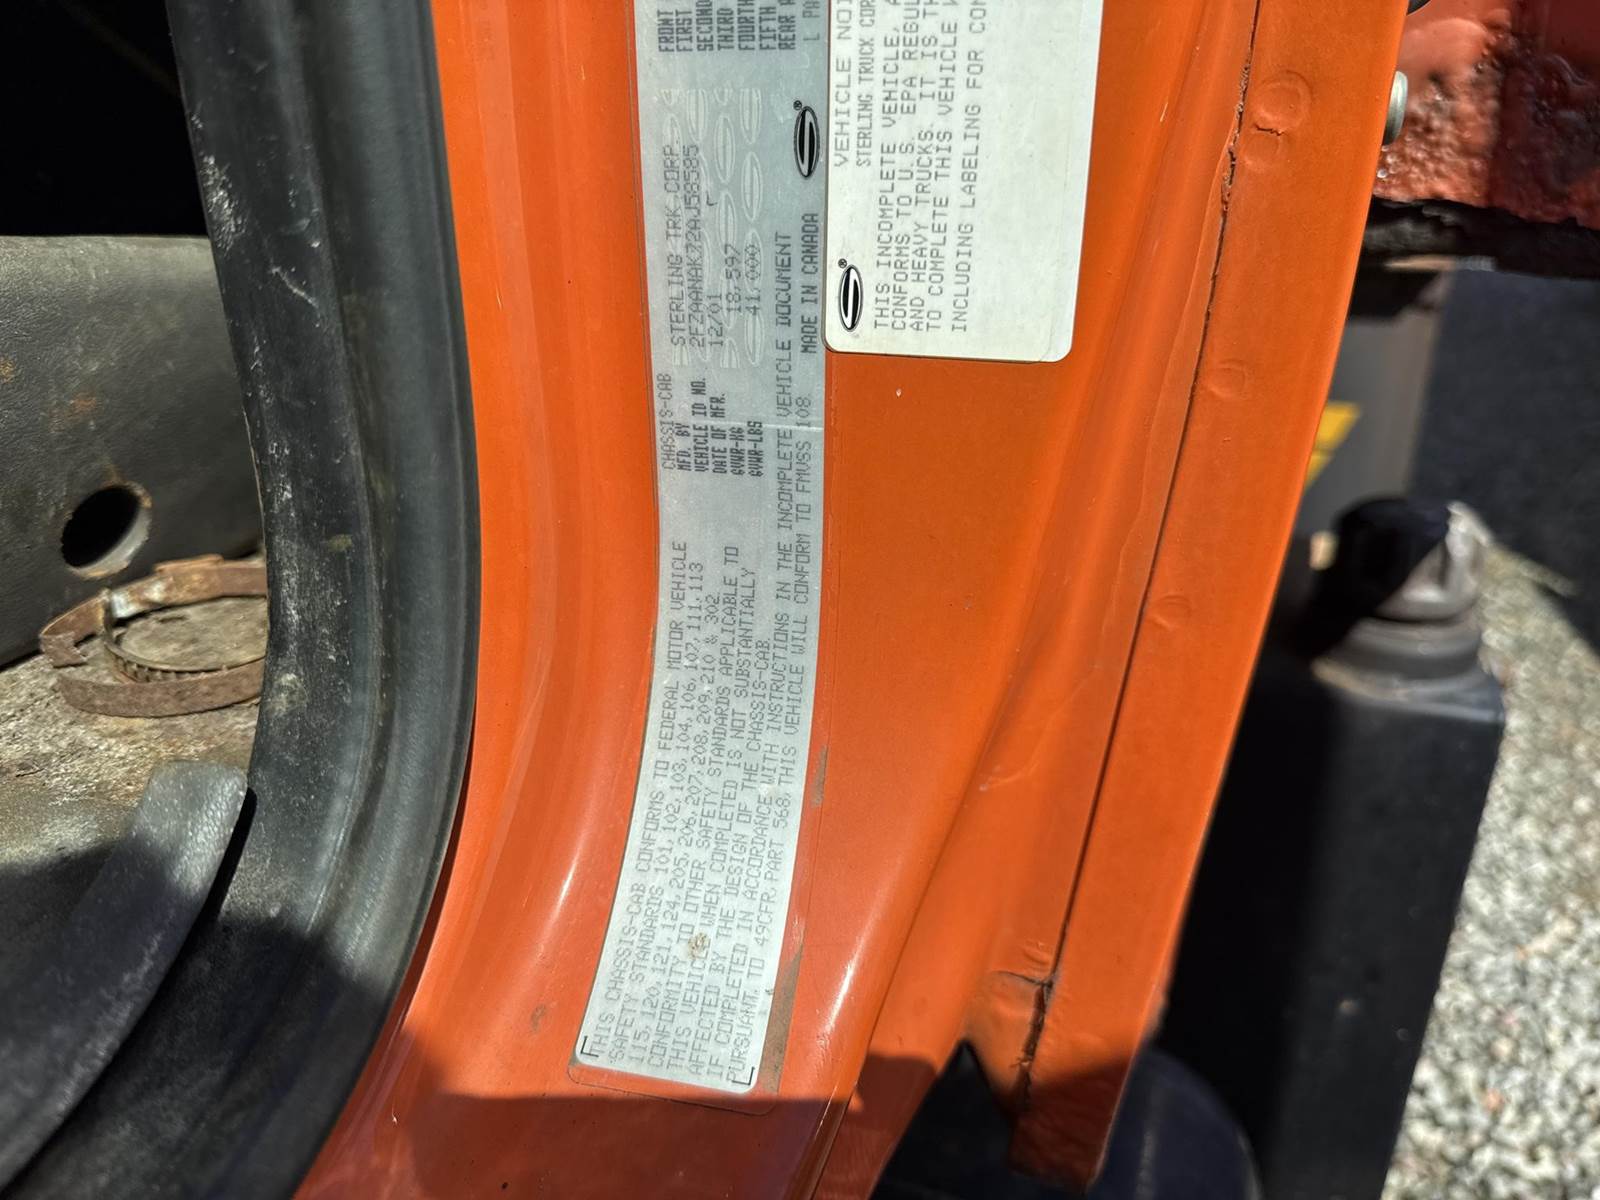 CHASSIS-CAB
MFD. BY STERLING TRK.CORP.
VEHICLE ID NO. 2FZAANAK72AJ58585
DATE OF MFR. 12/01
GVWR-KG 18,597
GVWR-LBS 41,000
FRONT
FIRST
SECOND
THIRD
FOURTH
FIFTH
REAR
THIS CHASSIS-CAB CONFORMS TO FEDERAL MOTOR VEHICLE
SAFETY STANDARDS 101, 102, 103, 104, 106, 107, 111, 113
115, 120, 121, 124, 205, 206, 207, 208, 209, 210 & 302
CONFORMITY TO OTHER SAFETY STANDARDS APPLICABLE TO
THIS VEHICLE WHEN COMPLETED IS NOT SUBSTANTIALLY
AFFECTED BY THE DESIGN OF THE CHASSIS-CAB.
IF COMPLETED IN ACCORDANCE WITH INSTRUCTIONS IN THE INCOMPLETE VEHICLE DOCUMENT
PURSUANT TO 49CFR PART 568, THIS VEHICLE WILL CONFORM TO FMVSS 108.
MADE IN CANADA
VEHICLE
STERLING TRUCK
THIS INCOMPLETE VEHICLE,
CONFORMS TO U.S. EPA
AND HEAVY TRUCKS. IT IS
TO COMPLETE THIS VEHICLE
INCLUDING LABELING FOR